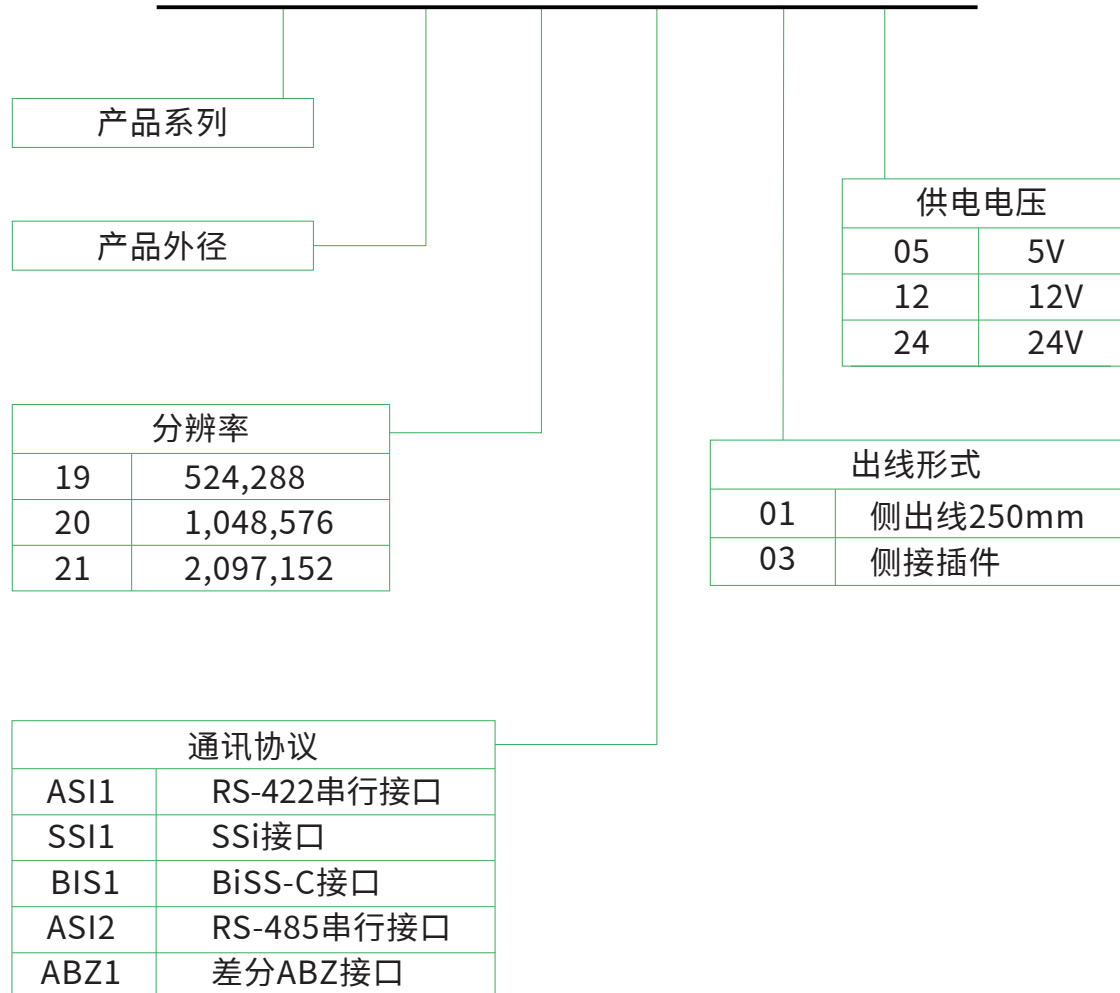 产品系列
产品外径
供电电压
05 5V
12 12V
24 24V
分辨率
19 524,288
20 1,048,576
21 2,097,152
出线形式
01 侧出线250mm
03 侧接插件
通讯协议
ASI1 RS-422串行接口
SSI1 SSi接口
BIS1 BiSS-C接口
ASI2 RS-485串行接口
ABZ1 差分ABZ接口